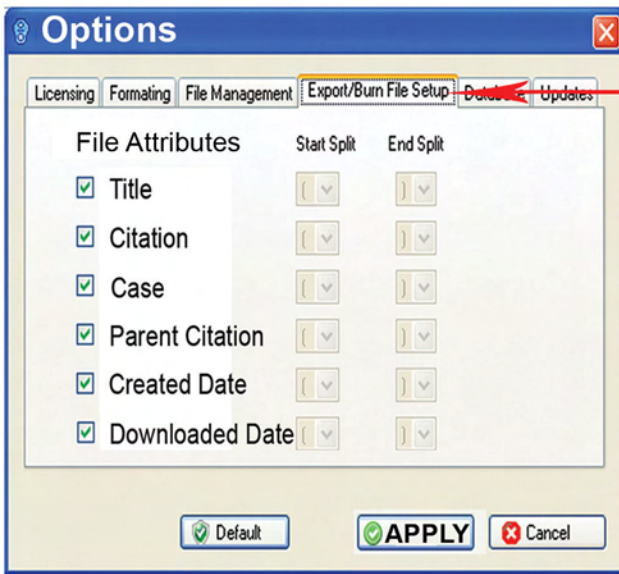 Options
Licensing Formating File Management Export/Burn File Setup Database Updates
File Attributes Start Split End Split
Title ( )
Citation ( )
Case ( )
Parent Citation ( )
Created Date ( )
Downloaded Date ( )
Default APPLY Cancel